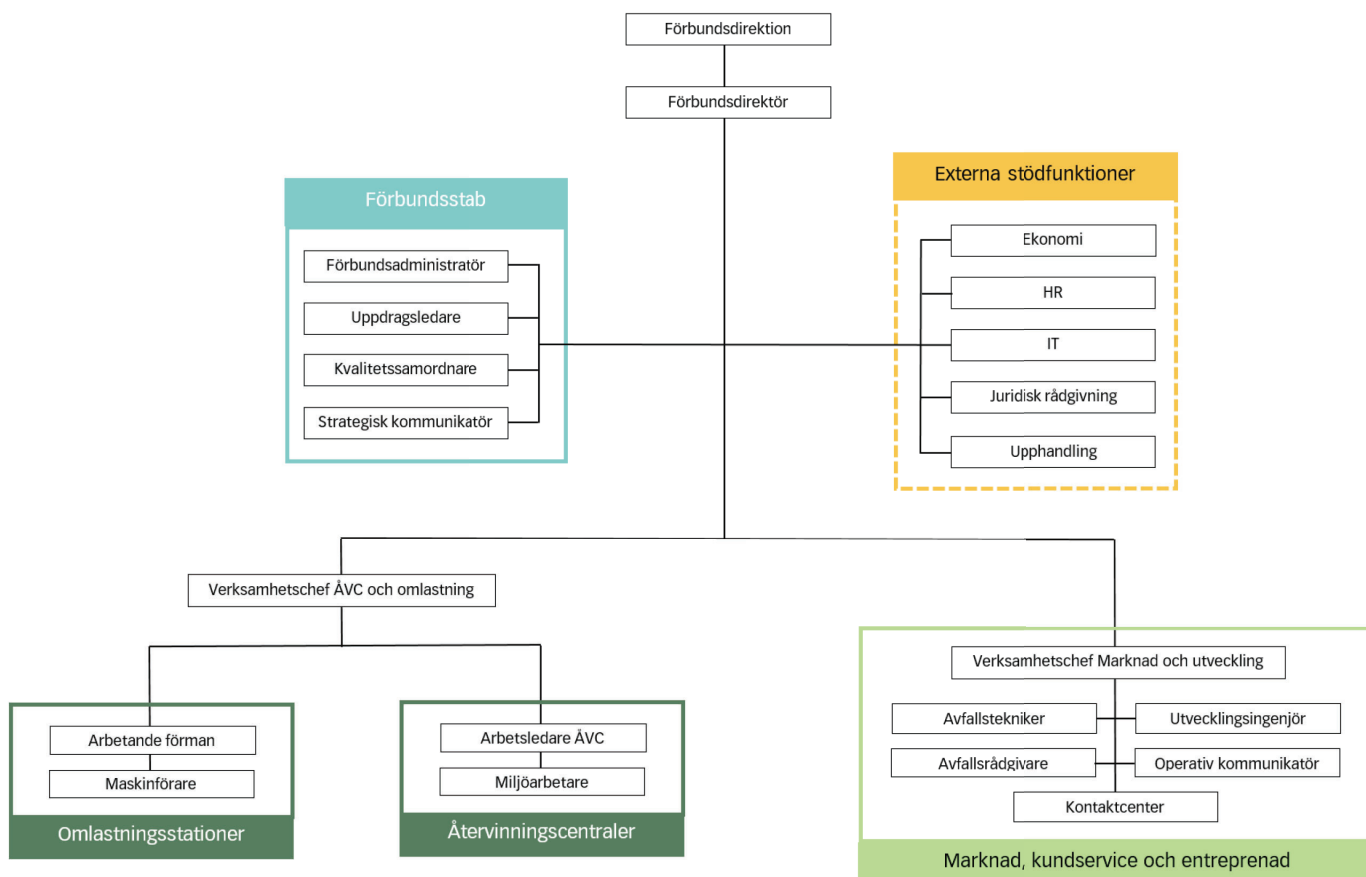 Förbundsdirektion
Förbundsdirektör
Förbundsstab
Förbundsadministratör
Uppdragsledare
Kvalitetssamordnare
Strategisk kommunikatör
Externa stödfunktioner
Ekonomi
HR
IT
Juridisk rådgivning
Upphandling
Verksamhetschef ÅVC och omlastning
Arbetande förman
Maskinförare
Omlastningsstationer
Arbetsledare ÅVC
Miljöarbetare
Återvinningscentraler
Verksamhetschef Marknad och utveckling
Avfallstekniker
Utvecklingsingenjör
Avfallsrådgivare
Operativ kommunikatör
Kontaktcenter
Marknad, kundservice och entreprenad